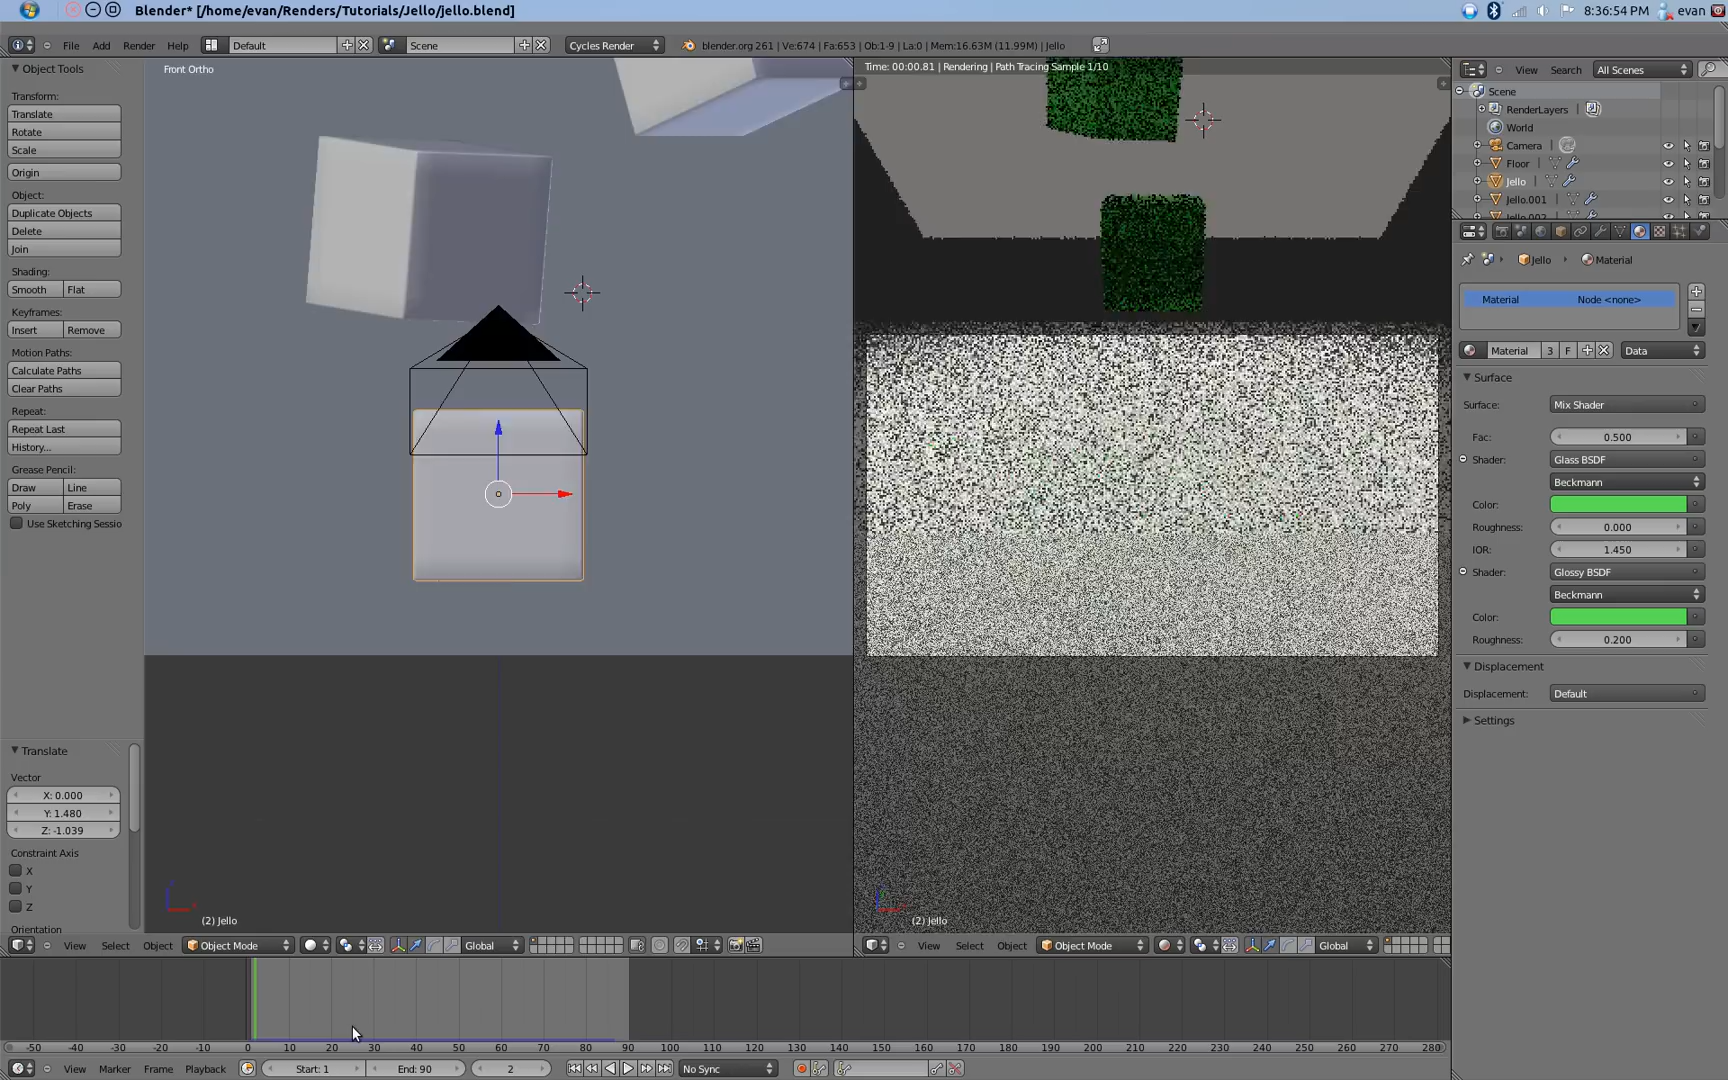 Blender* [/home/evan/Renders/Tutorials/Jello/jello.blend]
8:36:54 PM evan
File Add Render Help Default Scene Cycles Render blender.org 261 | Ve:674 | Fa:653 | Ob:1-9 | La:0 | Mem:16.63M (11.99M) | Jello
Object Tools
Transform:
Translate
Rotate
Scale
Origin
Object:
Duplicate Objects
Delete
Join
Shading:
Smooth Flat
Keyframes:
Insert Remove
Motion Paths:
Calculate Paths
Clear Paths
Repeat:
Repeat Last
History...
Grease Pencil:
Draw Line
Poly Erase
Use Sketching Sessio
Translate
Vector
X: 0.000
Y: 1.480
Z: -1.039
Constraint Axis
X
Y
Z
Orientation
Front Ortho
(2) Jello
View Select Object Object Mode Global
Time: 00:00.81 | Rendering | Path Tracing Sample 1/10
(2) Jello
View Select Object Object Mode Global
View Search All Scenes
Scene
RenderLayers
World
Camera
Floor
Jello
Jello.001
Jello.002
Jello Material
Material Node <none>
Material 3 F Data
Surface
Surface: Mix Shader
Fac: 0.500
Shader: Glass BSDF
Beckmann
Color:
Roughness: 0.000
IOR: 1.450
Shader: Glossy BSDF
Beckmann
Color:
Roughness: 0.200
Displacement
Displacement: Default
Settings
-50 -40 -30 -20 -10 0 10 20 30 40 50 60 70 80 90 100 110 120 130 140 150 160 170 180 190 200 210 220 230 240 250 260 270 280
View Marker Frame Playback Start: 1 End: 90 2 No Sync